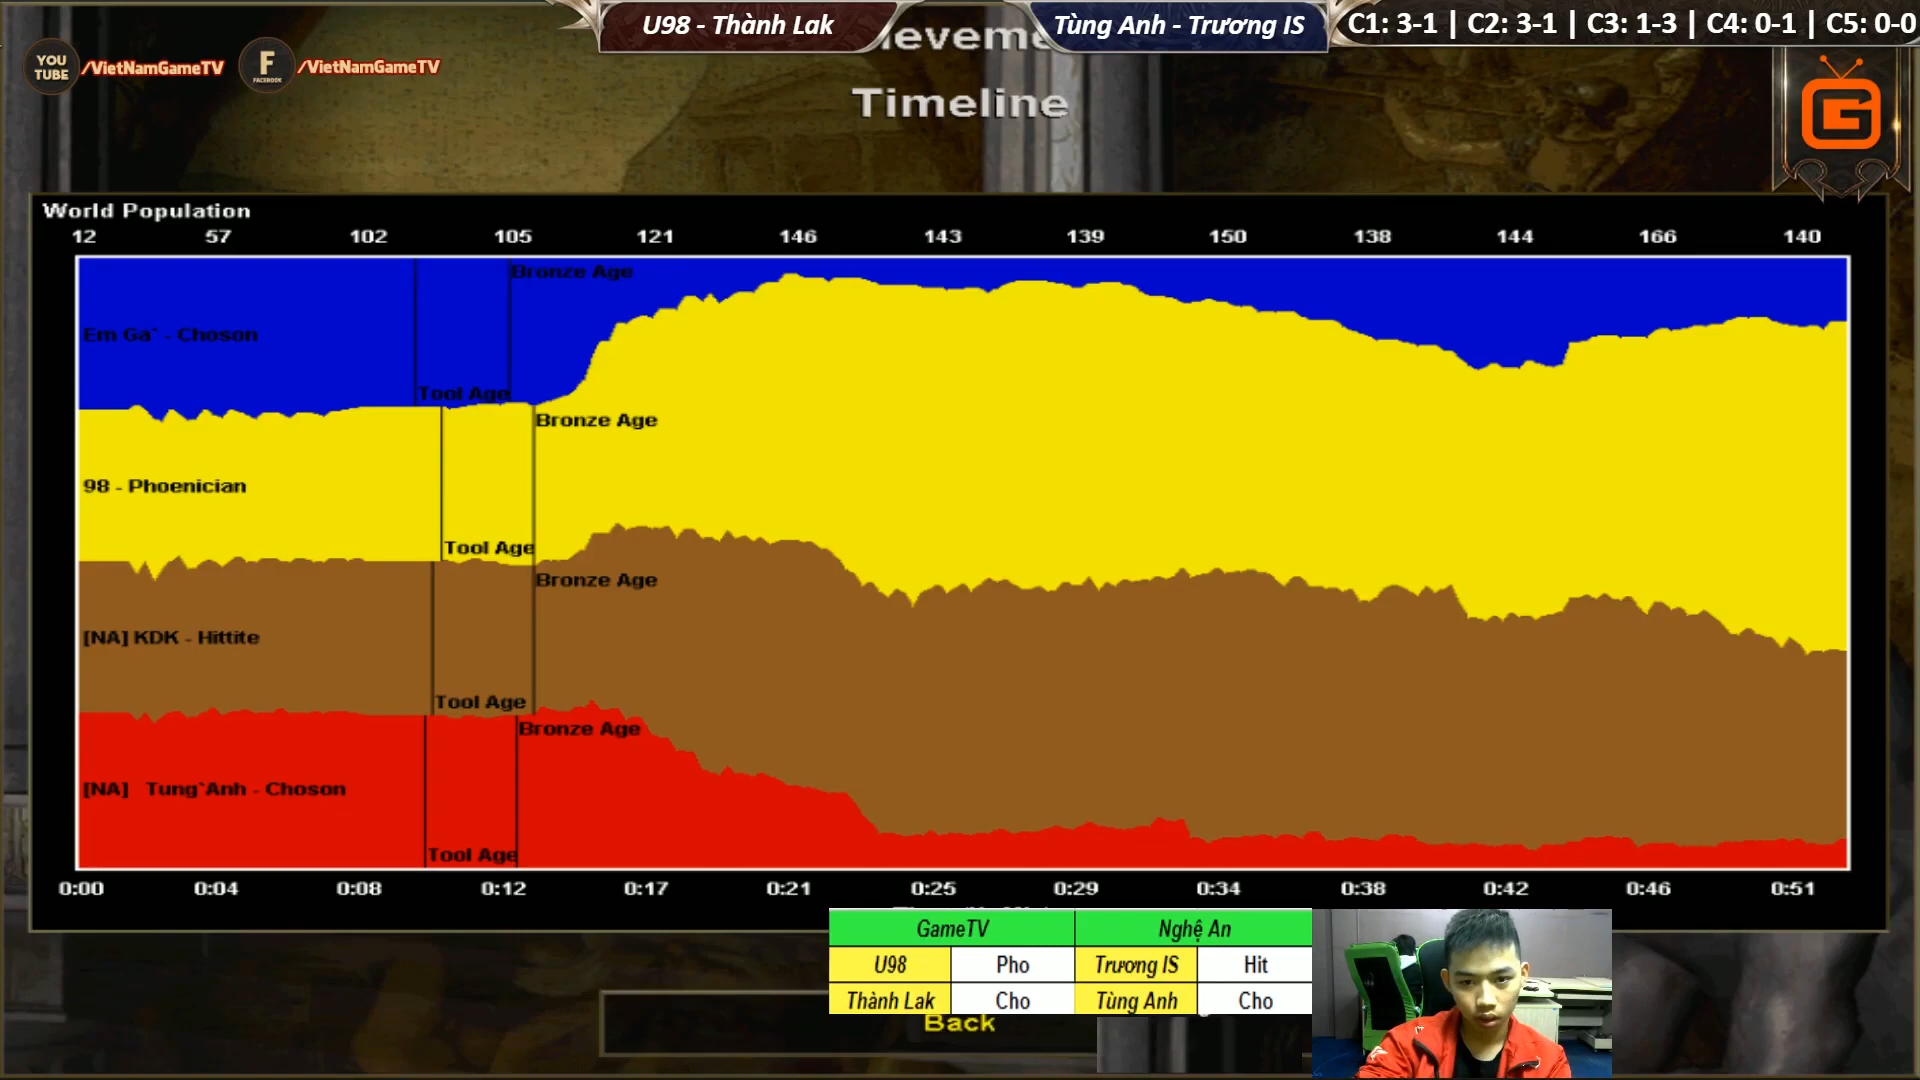 U98 - Thành Lak
Tùng Anh - Trương IS
C1: 3-1 | C2: 3-1 | C3: 1-3 | C4: 0-1 | C5: 0-0
YOU TUBE /VietNamGameTV
F FACEBOOK /VietNamGameTV
Timeline
G
World Population
12 57 102 105 121 146 143 139 150 138 144 166 140
Bronze Age
Em Ga` - Choson
Tool Age
Bronze Age
98 - Phoenician
Tool Age
Bronze Age
[NA] KDK - Hittite
Tool Age
Bronze Age
[NA] Tung`Anh - Choson
Tool Age
0:00 0:04 0:08 0:12 0:17 0:21 0:25 0:29 0:34 0:38 0:42 0:46 0:51
GameTV Nghệ An
U98 Pho Trương IS Hit
Thành Lak Cho Tùng Anh Cho
Back